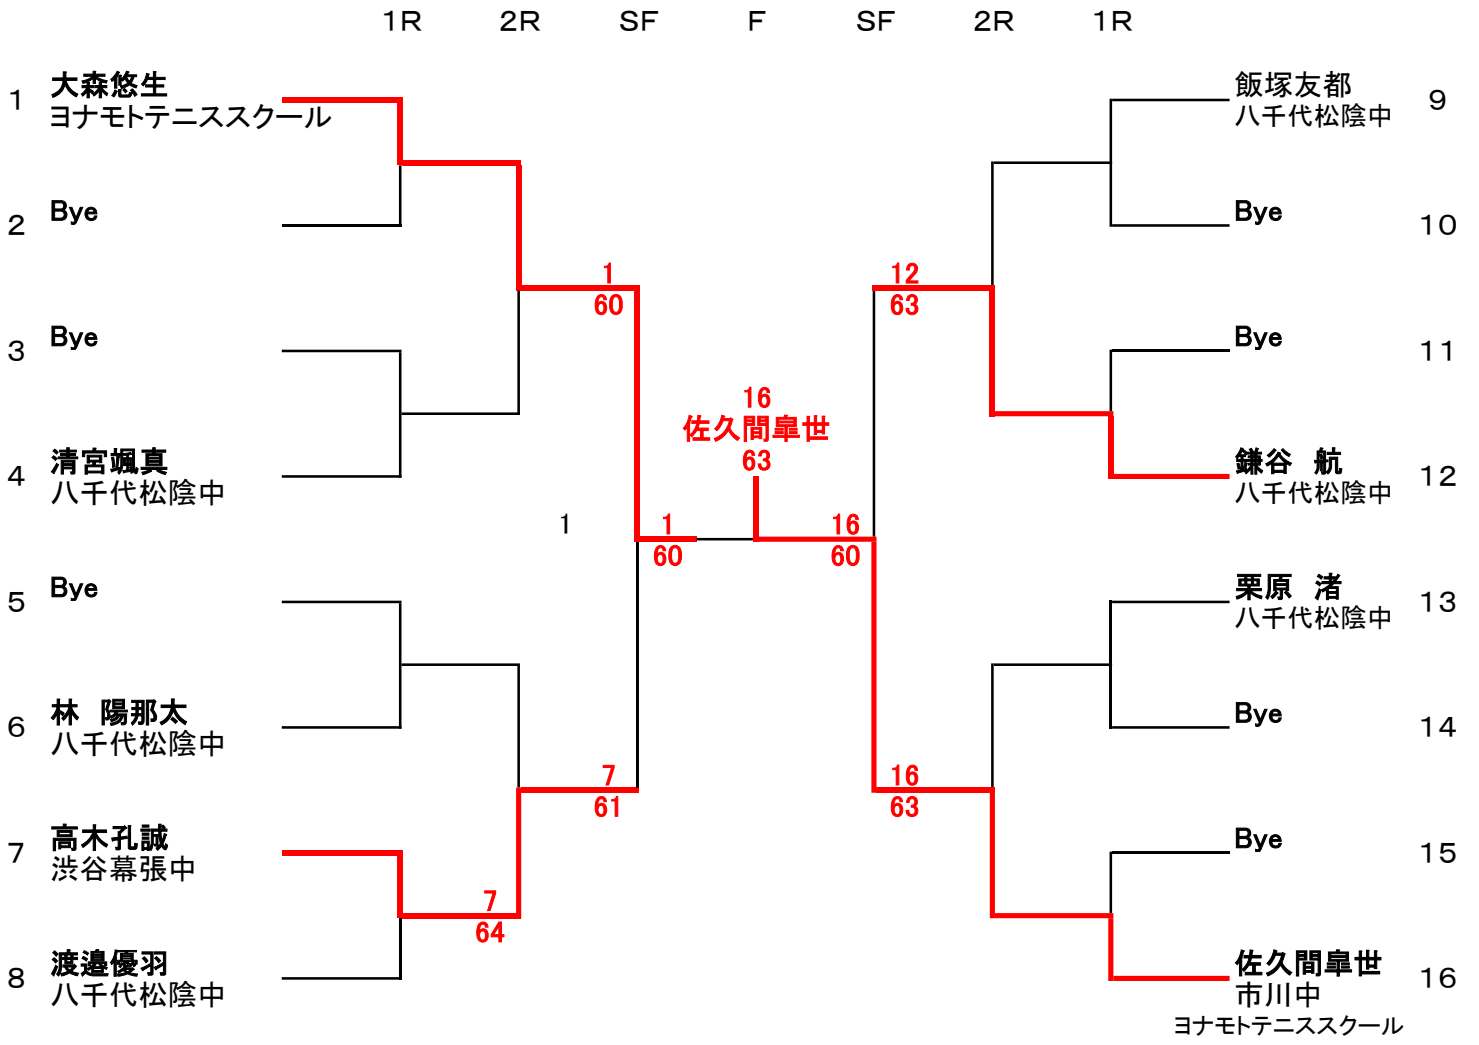 1R 2R SF F SF 2R 1R
1 大森悠生
ヨナモトテニススクール
2 Bye
3 Bye
4 清宮颯真
八千代松陰中
5 Bye
6 林 陽那太
八千代松陰中
7 高木孔誠
渋谷幕張中
8 渡邉優羽
八千代松陰中
1
60
7
61
7
64
1
1
60
16
佐久間皐世
63
16
60
12
63
16
63
飯塚友都 9
八千代松陰中
Bye 10
Bye 11
鎌谷 航 12
八千代松陰中
栗原 渚 13
八千代松陰中
Bye 14
Bye 15
佐久間皐世 16
市川中
ヨナモトテニススクール